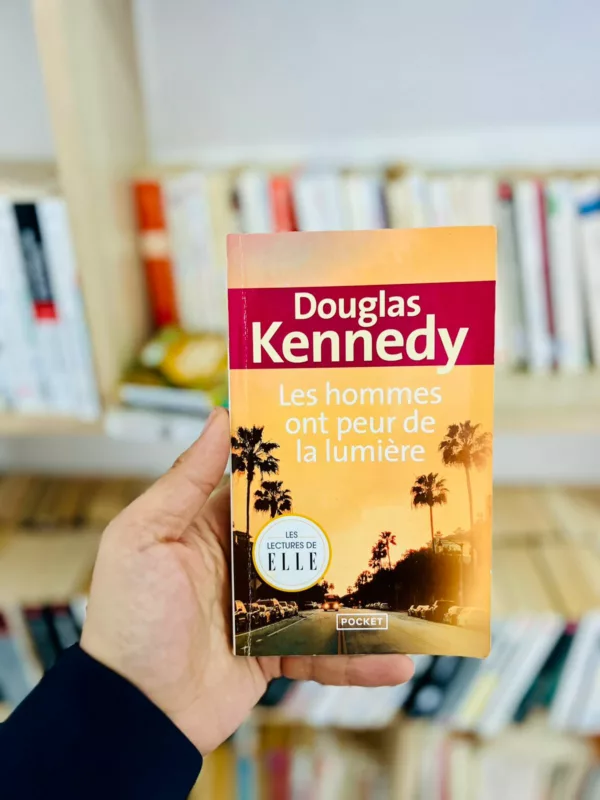 Douglas
Kennedy
Les hommes
ont peur de
la lumière
LES
LECTURES DE
ELLE
POCKET